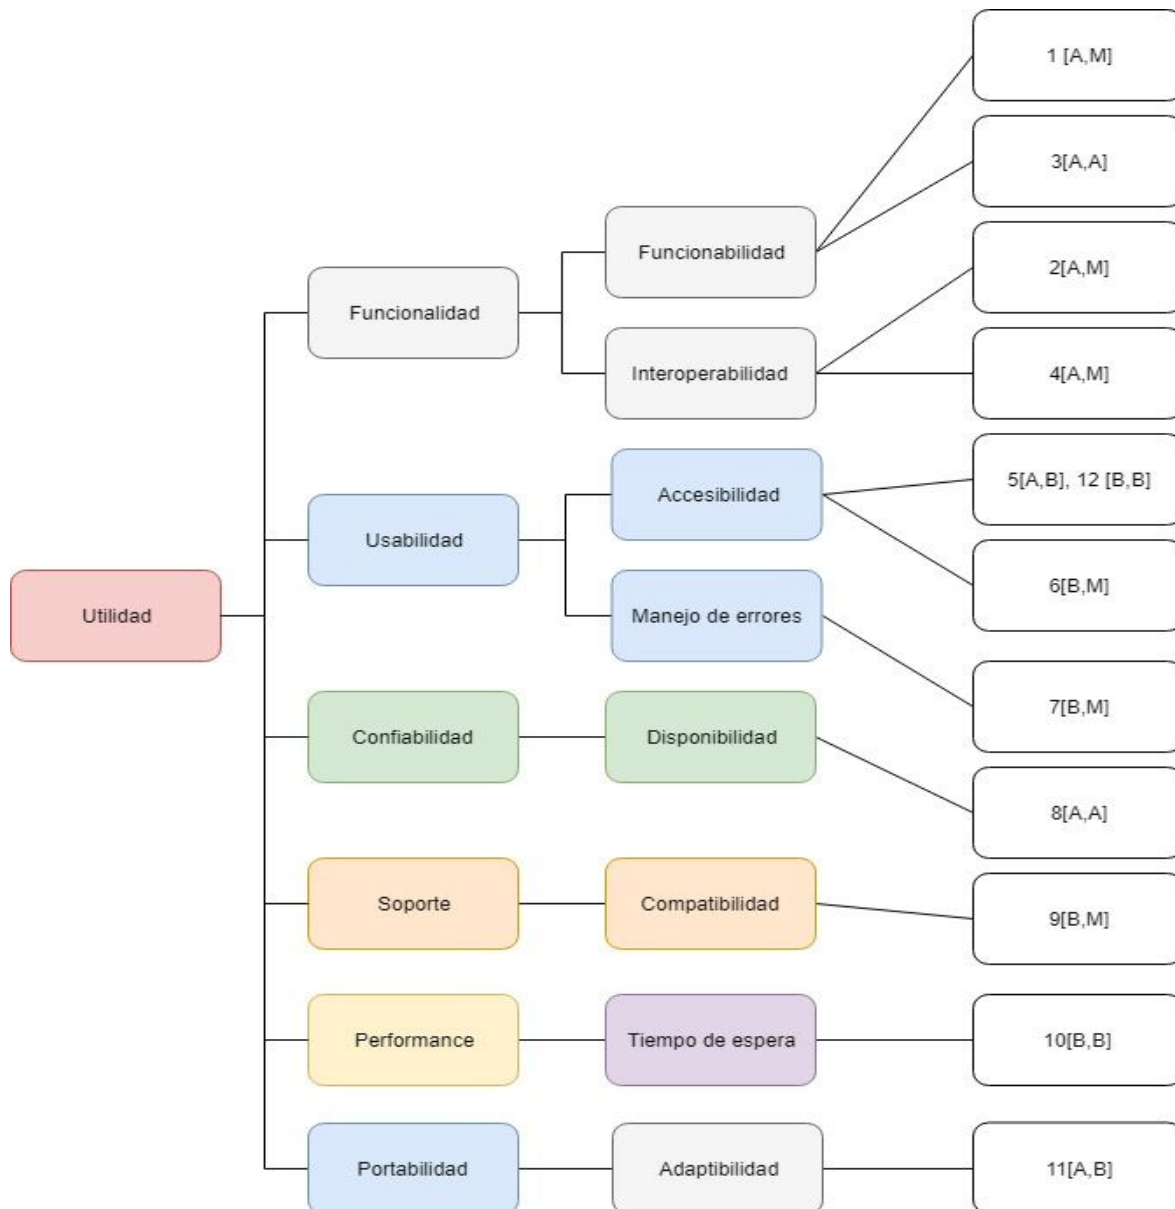 1 [A,M]
3[A,A]
Funcionabilidad
2[A,M]
Funcionalidad
Interoperabilidad
4[A,M]
Accesibilidad
5[A,B], 12 [B,B]
Usabilidad
6[B,M]
Utilidad
Manejo de errores
7[B,M]
Confiabilidad
Disponibilidad
8[A,A]
Soporte
Compatibilidad
9[B,M]
Performance
Tiempo de espera
10[B,B]
Portabilidad
Adaptibilidad
11[A,B]